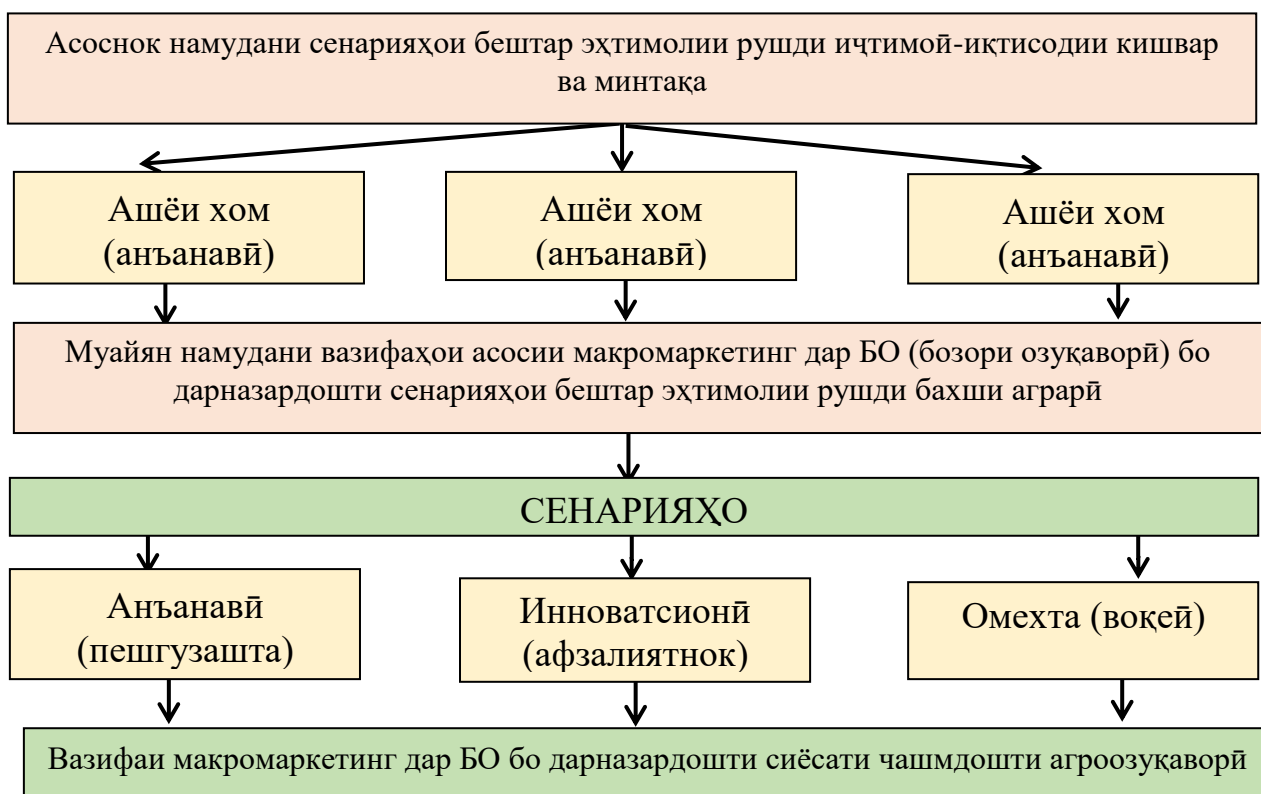 Асоснок намудани сенарияҳои бештар эҳтимолии рушди иҷтимоӣ-иқтисодии кишвар
ва минтақа
Ашёи хом
(анъанавӣ)
Ашёи хом
(анъанавӣ)
Ашёи хом
(анъанавӣ)
Муайян намудани вазифаҳои асосии макромаркетинг дар БО (бозори озуқаворӣ) бо
дарназардошти сенарияҳои бештар эҳтимолии рушди бахши аграрӣ
СЕНАРИЯҲО
Анъанавӣ
(пешгузашта)
Инноватсионӣ
(афзалиятнок)
Омехта (воқеӣ)
Вазифаи макромаркетинг дар БО бо дарназардошти сиёсати чашмдошти агроозуқаворӣ